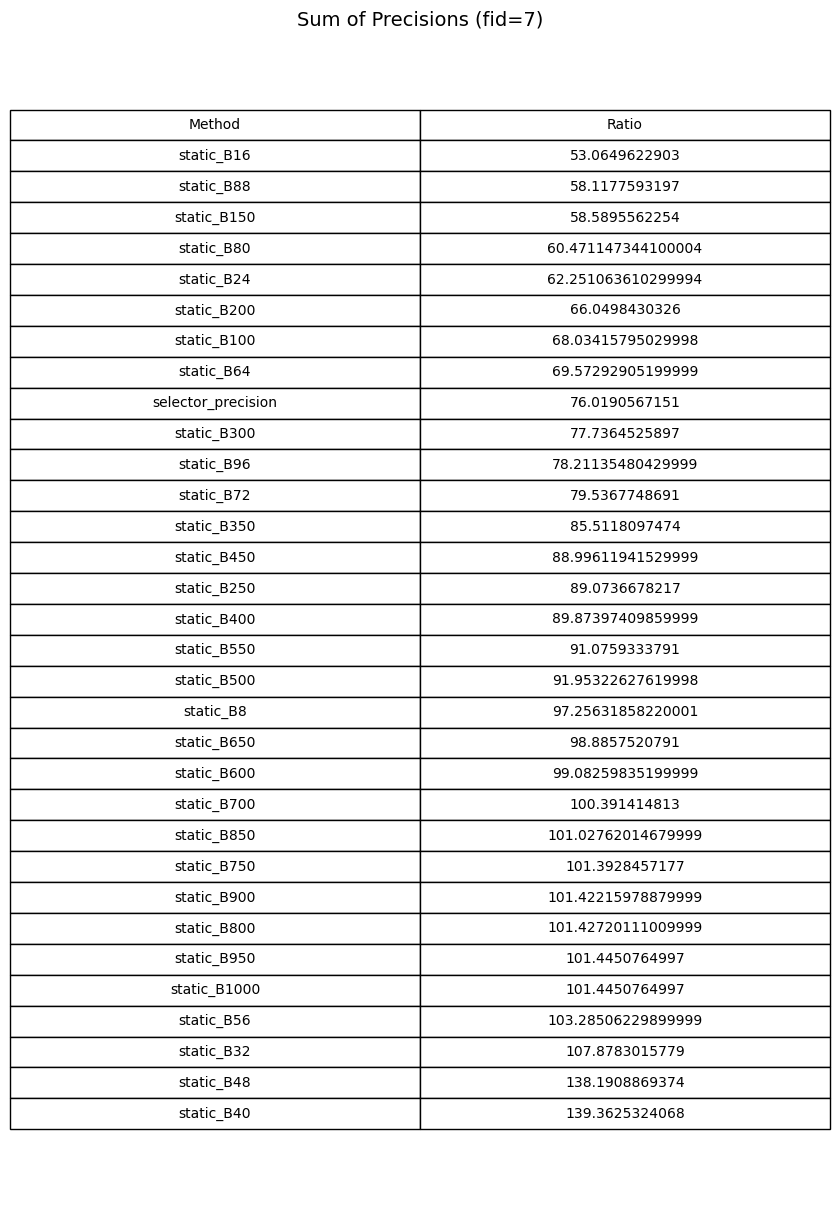 Sum of Precisions (fid=7)
Method Ratio
static_B16 53.0649622903
static_B88 58.1177593197
static_B150 58.5895562254
static_B80 60.471147344100004
static_B24 62.251063610299994
static_B200 66.0498430326
static_B100 68.03415795029998
static_B64 69.57292905199999
selector_precision 76.0190567151
static_B300 77.7364525897
static_B96 78.21135480429999
static_B72 79.5367748691
static_B350 85.5118097474
static_B450 88.99611941529999
static_B250 89.0736678217
static_B400 89.87397409859999
static_B550 91.0759333791
static_B500 91.95322627619998
static_B8 97.25631858220001
static_B650 98.8857520791
static_B600 99.08259835199999
static_B700 100.391414813
static_B850 101.02762014679999
static_B750 101.3928457177
static_B900 101.42215978879999
static_B800 101.42720111009999
static_B950 101.4450764997
static_B1000 101.4450764997
static_B56 103.28506229899999
static_B32 107.8783015779
static_B48 138.1908869374
static_B40 139.3625324068